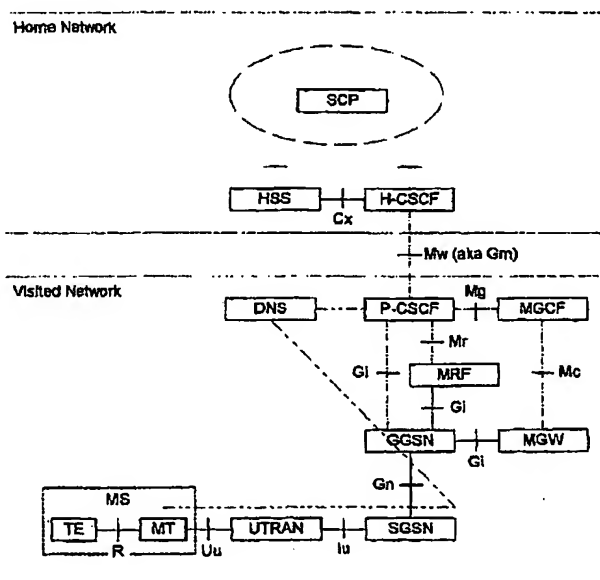 Home Network
SCP
HSS
H-CSCF
Cx
Mw (aka Gm)
Visited Network
Mg
DNS
P-CSCF
MGCF
Mr
Gi
MRF
Mc
Gi
GGSN
MGW
Gi
Gn
MS
TE
MT
UTRAN
SGSN
R
Uu
Iu